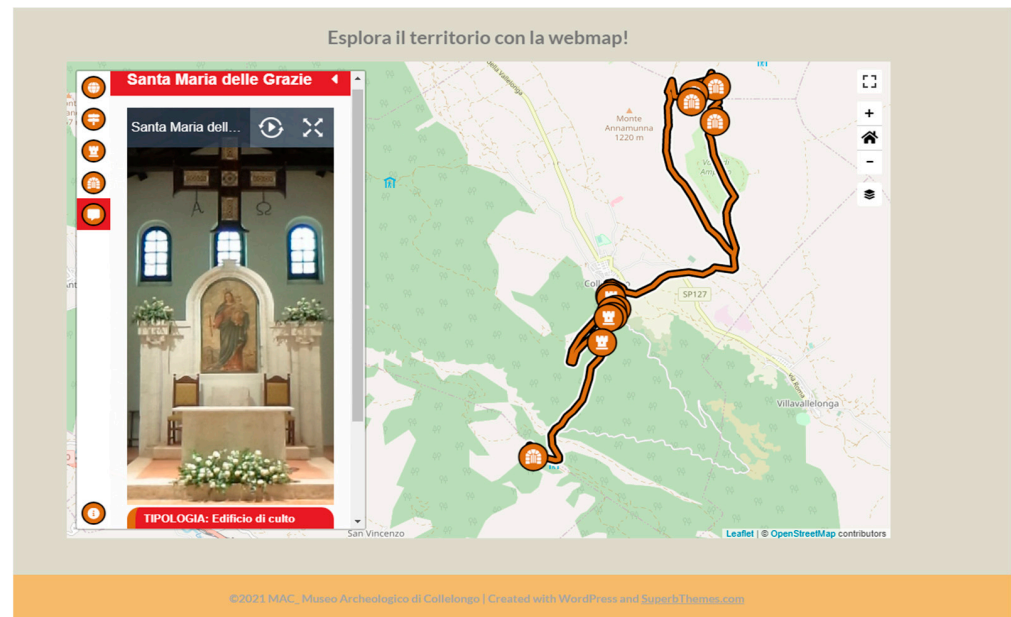 Esplora il territorio con la webmap!
Santa Maria delle Grazie
Santa Maria dell...
A Ω
TIPOLOGIA: Edificio di culto
Monte
Annamunna
1220 m
SP127
Via Roma
Villavallelonga
San Vincenzo
+
-
Leaflet | © OpenStreetMap contributors
©2021 MAC_ Museo Archeologico di Collelongo | Created with WordPress and SuperbThemes.com